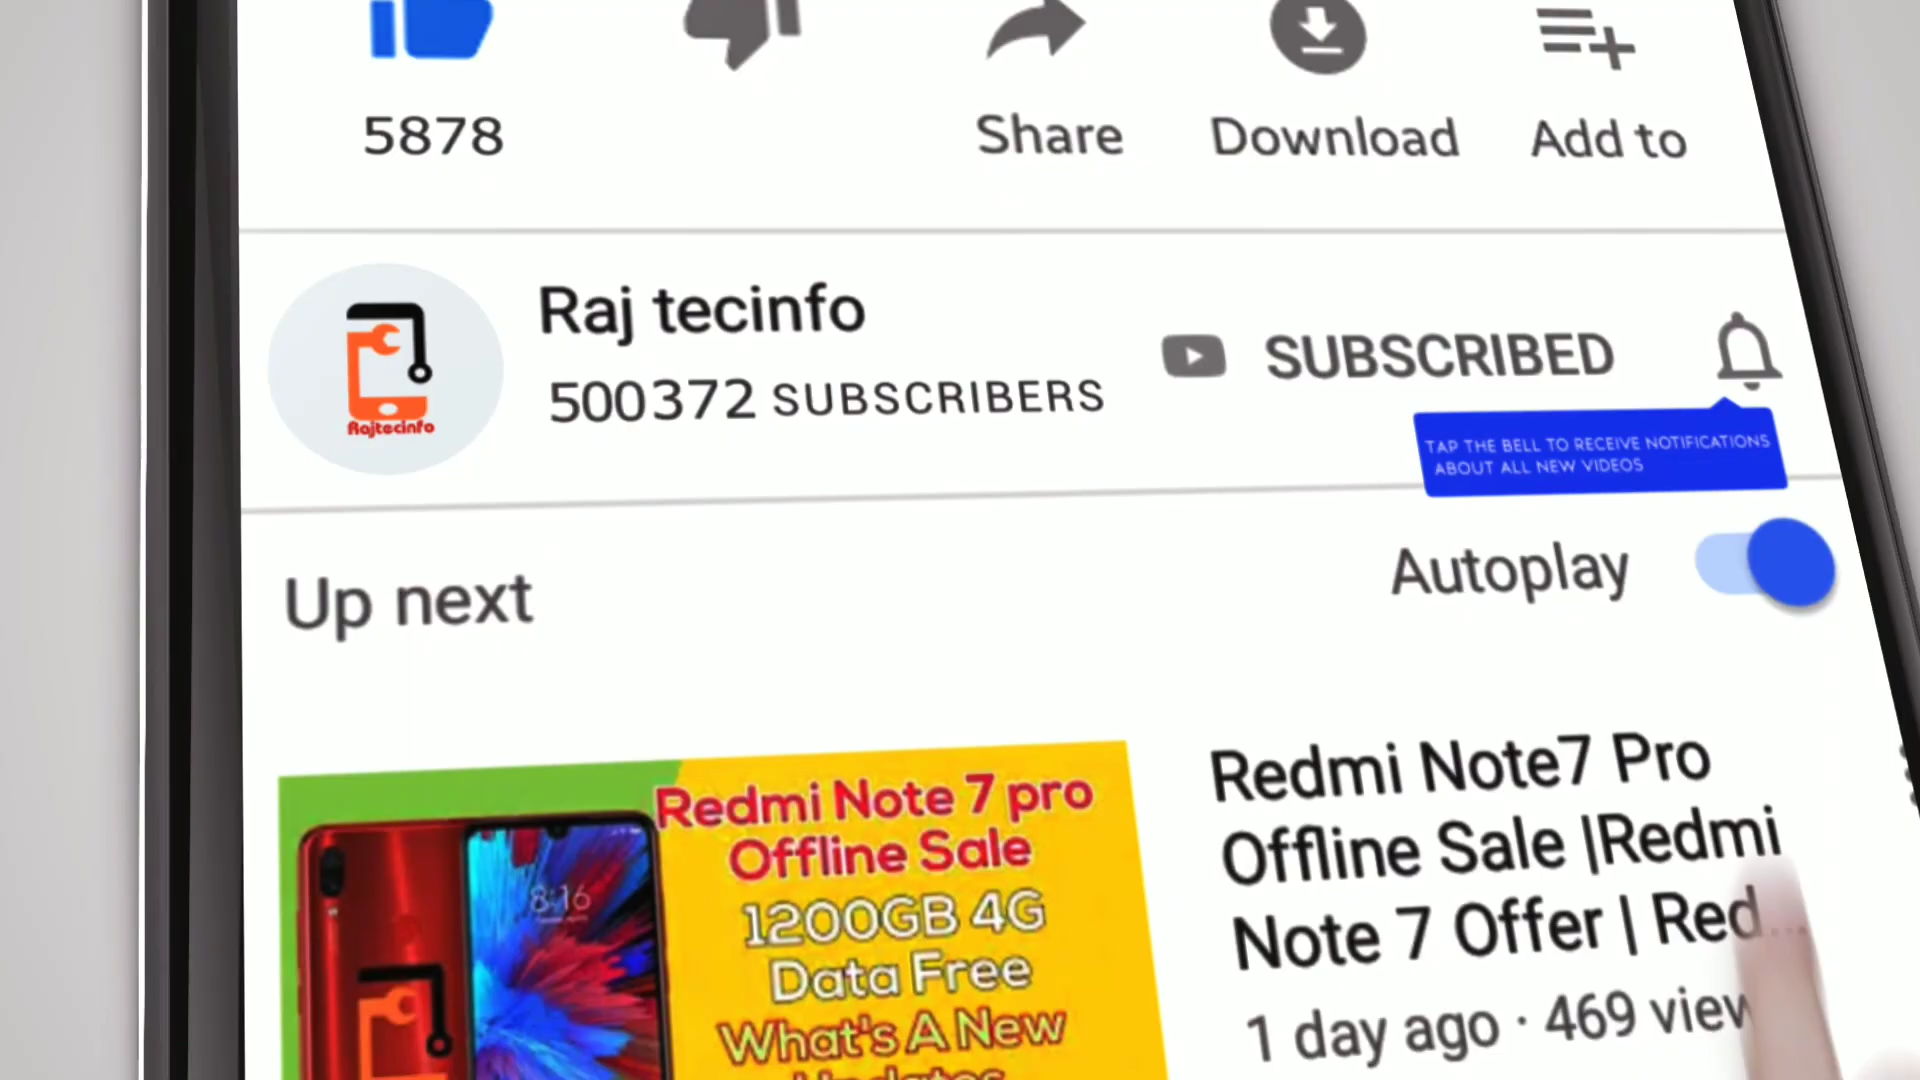 5878
Share
Download
Add to
Raj tecinfo
500372 SUBSCRIBERS
SUBSCRIBED
Rajtecinfo
TAP THE BELL TO RECEIVE NOTIFICATIONS
ABOUT ALL NEW VIDEOS
Up next
Autoplay
Redmi Note 7 pro
Offline Sale
1200GB 4G
Data Free
What's A New
8:16
Redmi Note7 Pro
Offline Sale |Redmi
Note 7 Offer | Red...
1 day ago · 469 view